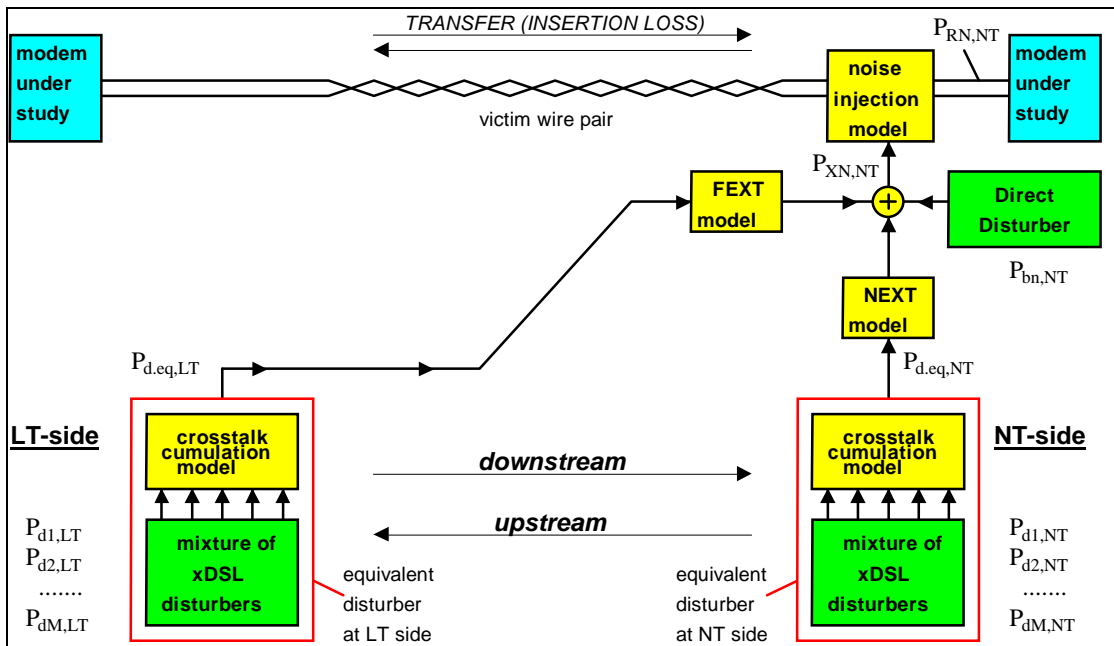 TRANSFER (INSERTION LOSS)
modem
under
study
victim wire pair
noise
injection
model
P_RN,NT
modem
under
study
P_XN,NT
FEXT
model
+
Direct
Disturber
P_bn,NT
NEXT
model
P_d.eq,LT
P_d.eq,NT
LT-side
crosstalk
cumulation
model
downstream
crosstalk
cumulation
model
NT-side
upstream
P_d1,LT
P_d2,LT
.......
P_dM,LT
mixture of
xDSL
disturbers
equivalent
disturber
at LT side
equivalent
disturber
at NT side
mixture of
xDSL
disturbers
P_d1,NT
P_d2,NT
.......
P_dM,NT